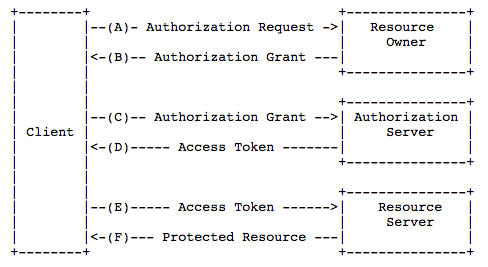 +--------+                               +---------------+
|        |--(A)- Authorization Request ->|   Resource    |
|        |                               |     Owner     |
|        |<-(B)-- Authorization Grant ---|               |
|        |                               +---------------+
|        |
|        |                               +---------------+
|        |--(C)-- Authorization Grant -->| Authorization |
| Client |                               |     Server    |
|        |<-(D)----- Access Token -------|               |
|        |                               +---------------+
|        |
|        |                               +---------------+
|        |--(E)----- Access Token ------>|    Resource   |
|        |                               |     Server    |
|        |<-(F)--- Protected Resource ---|               |
+--------+                               +---------------+